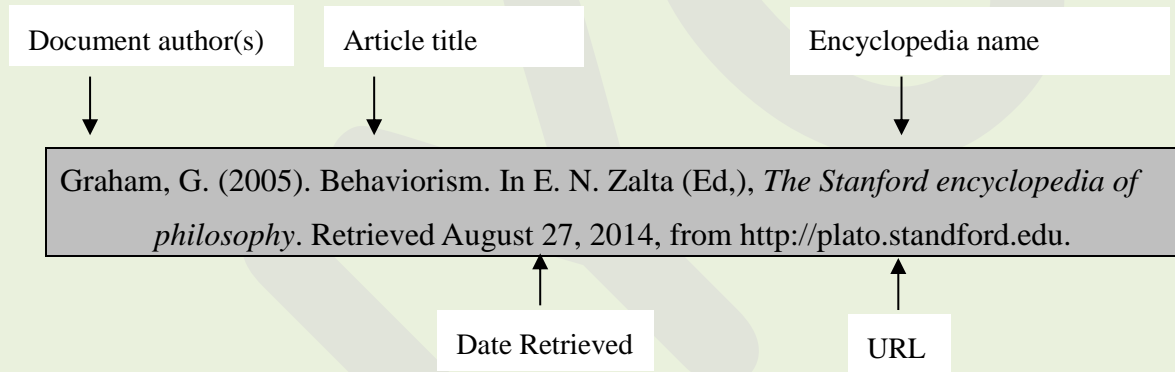 Document author(s) Article title Encyclopedia name
Graham, G. (2005). Behaviorism. In E. N. Zalta (Ed,), The Stanford encyclopedia of
philosophy. Retrieved August 27, 2014, from http://plato.standford.edu.
Date Retrieved URL